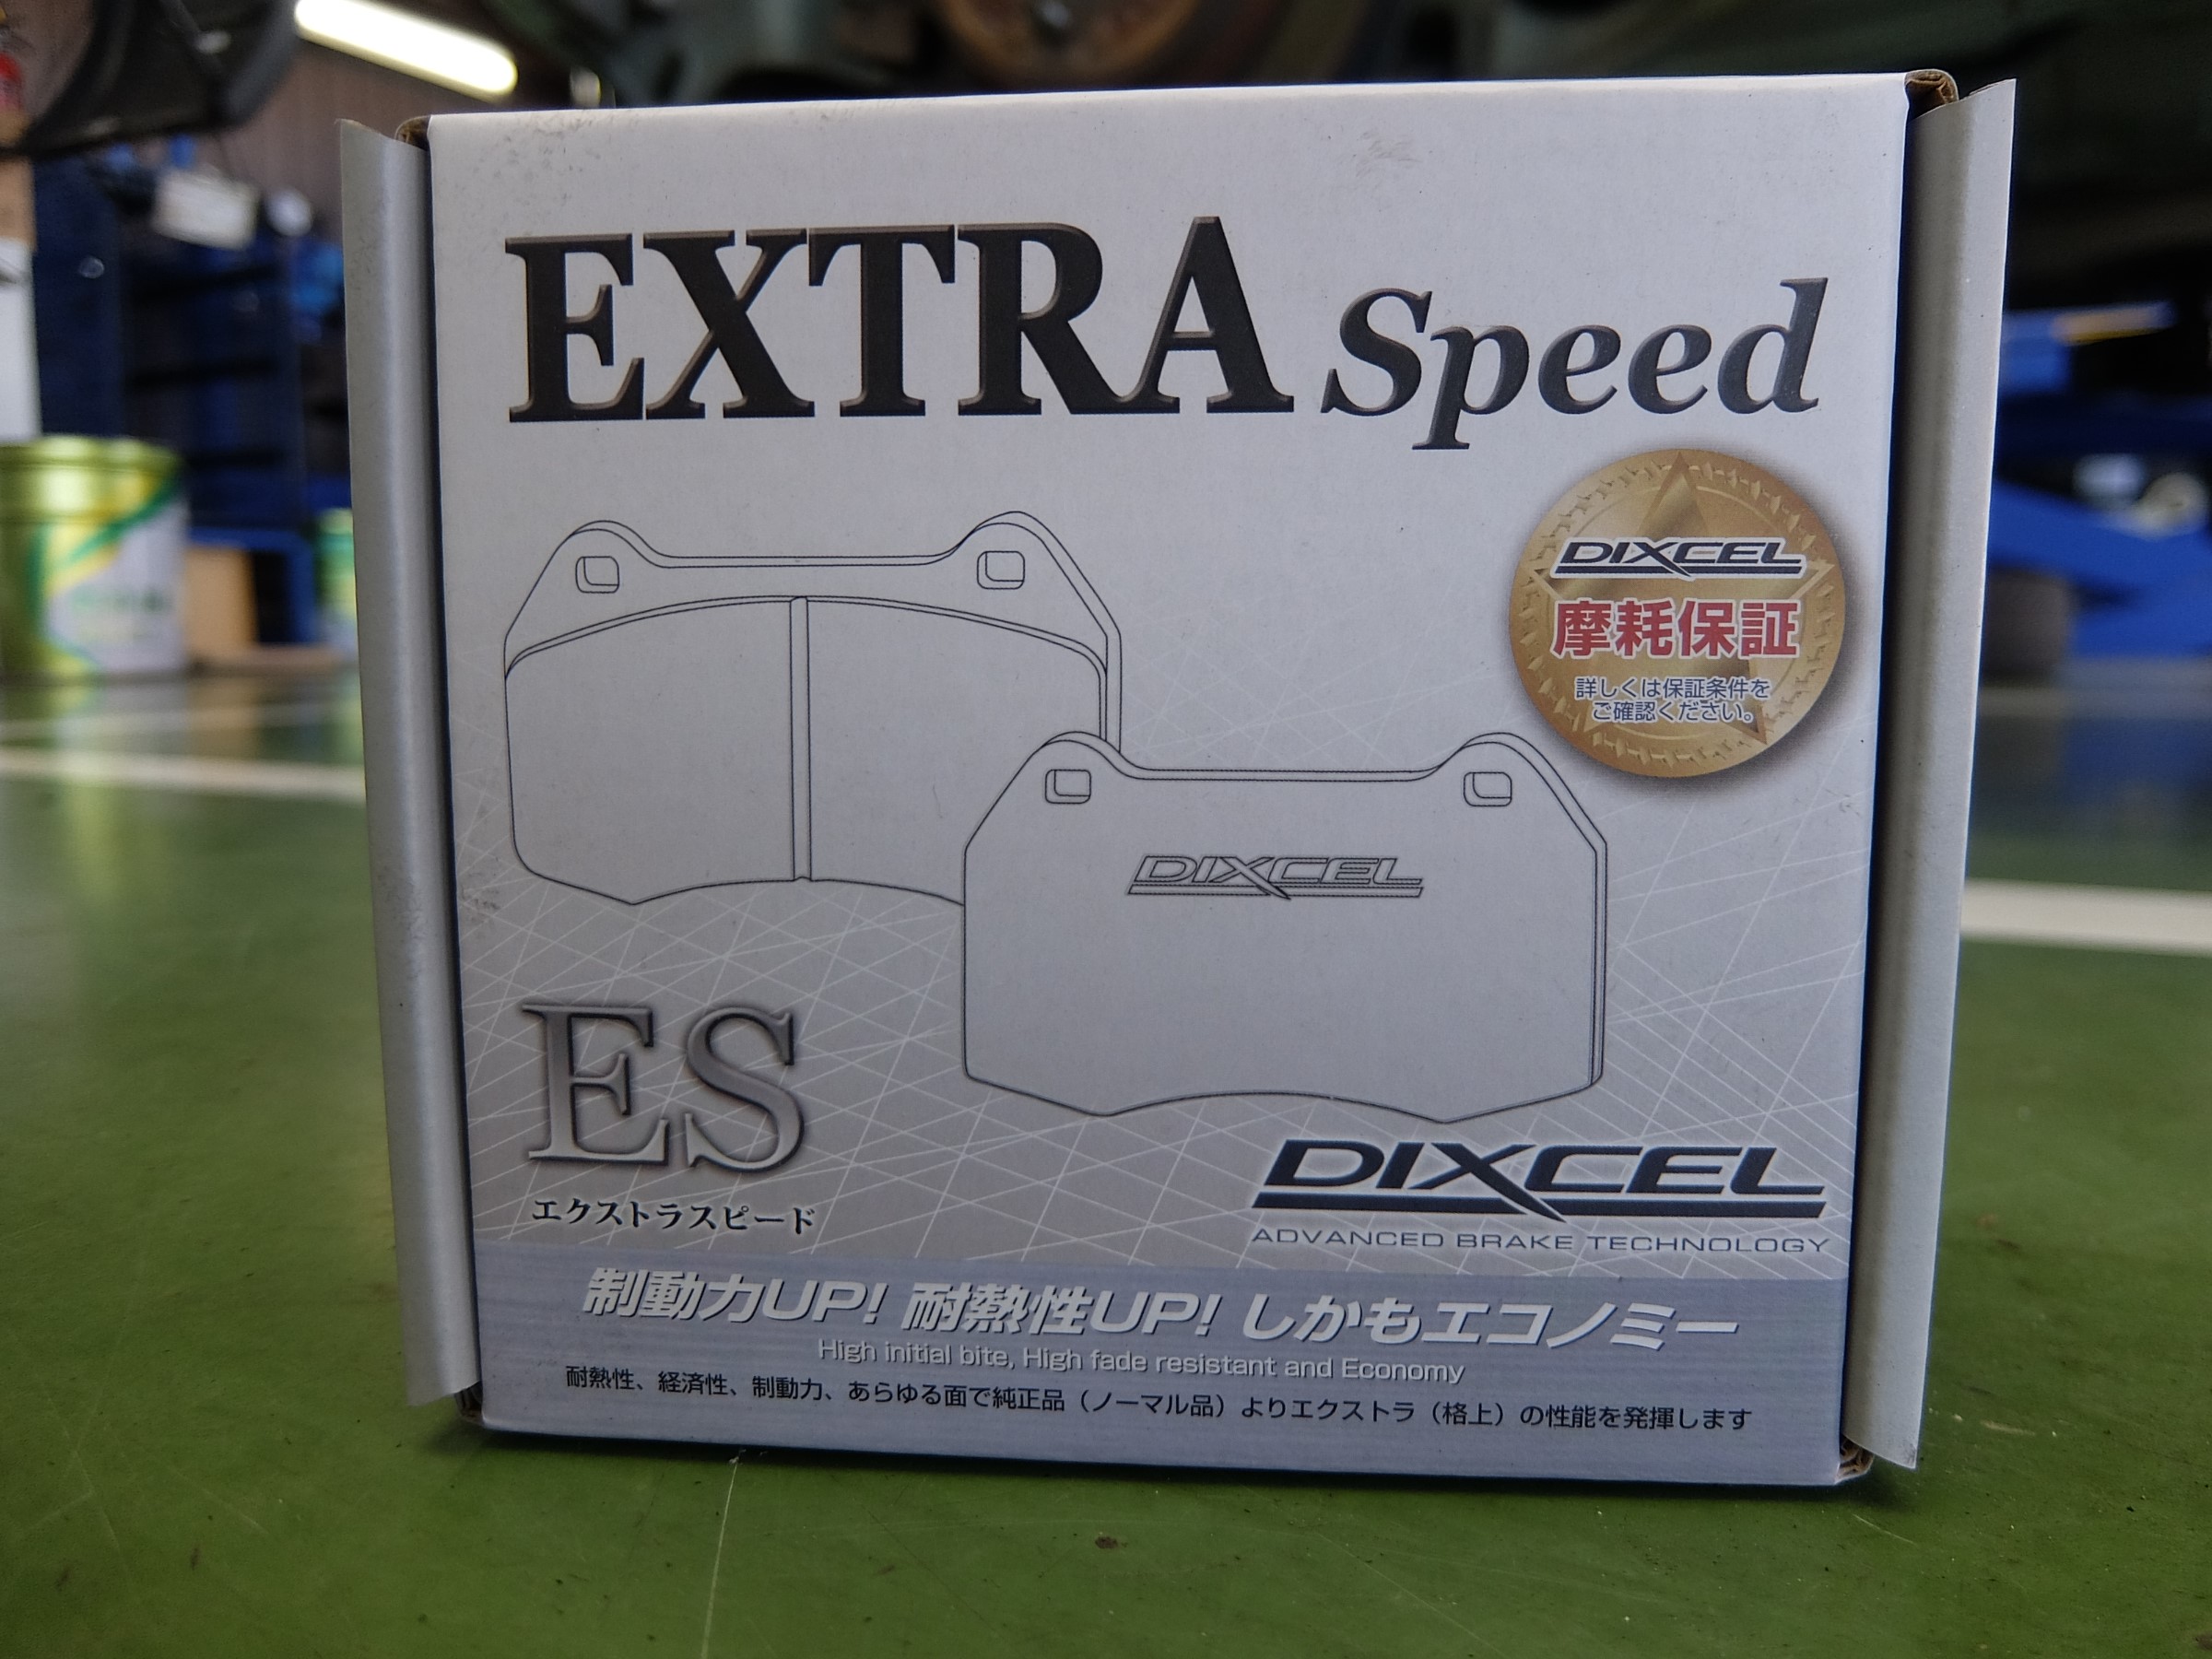 EXTRA Speed
DIXCEL
摩耗保証
詳しくは保証条件を
ご確認ください。
DIXCEL
ES
エクストラスピード
DIXCEL
ADVANCED BRAKE TECHNOLOGY
制動力UP! 耐熱性UP! しかもエコノミー
High initial bite, High fade resistant and Economy
耐熱性、経済性、制動力、あらゆる面で純正品（ノーマル品）よりエクストラ（格上）の性能を発揮します